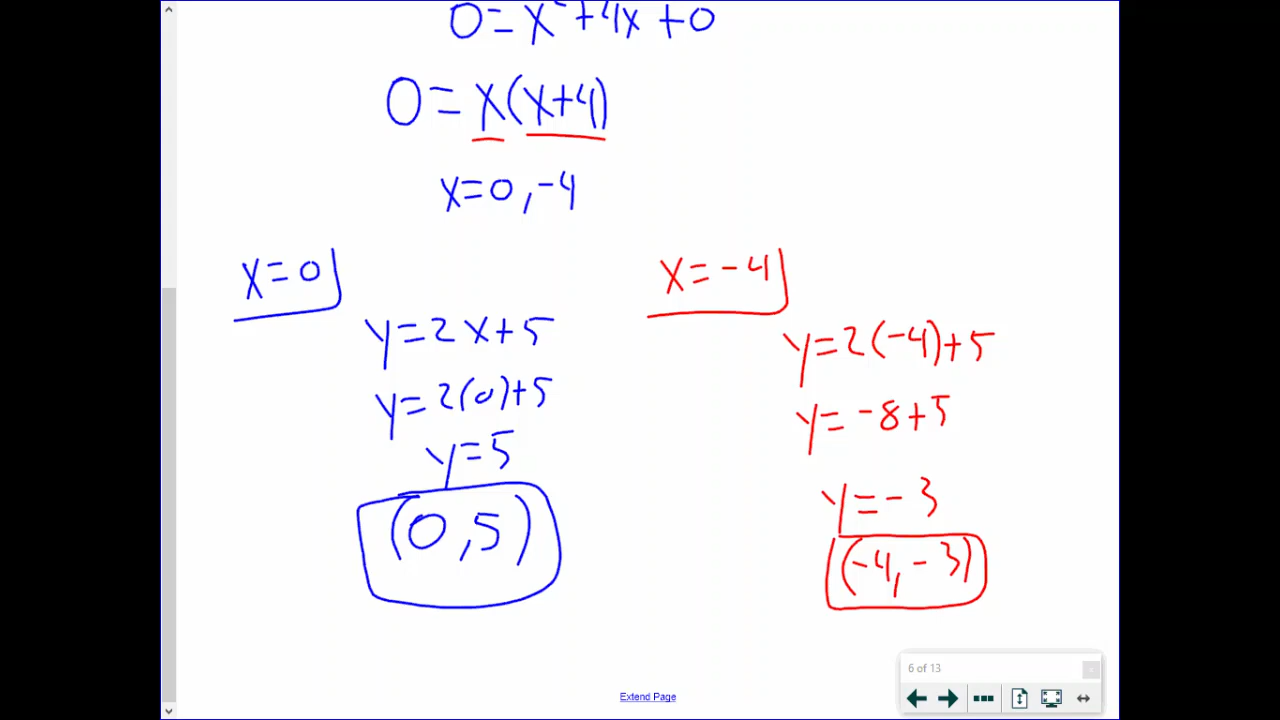 0 = x² + 4x + 0
0 = x(x+4)
x = 0, -4
x = 0
y = 2x + 5
y = 2(0) + 5
y = 5
(0, 5)
x = -4
y = 2(-4) + 5
y = -8 + 5
y = -3
(-4, -3)
6 of 13
Extend Page